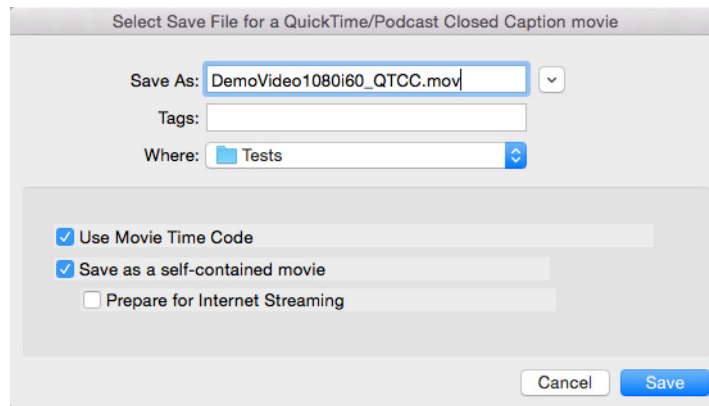 Select Save File for a QuickTime/Podcast Closed Caption movie
Save As: DemoVideo1080i60_QTCC.mov
Tags:
Where: Tests
Use Movie Time Code
Save as a self-contained movie
Prepare for Internet Streaming
Cancel Save